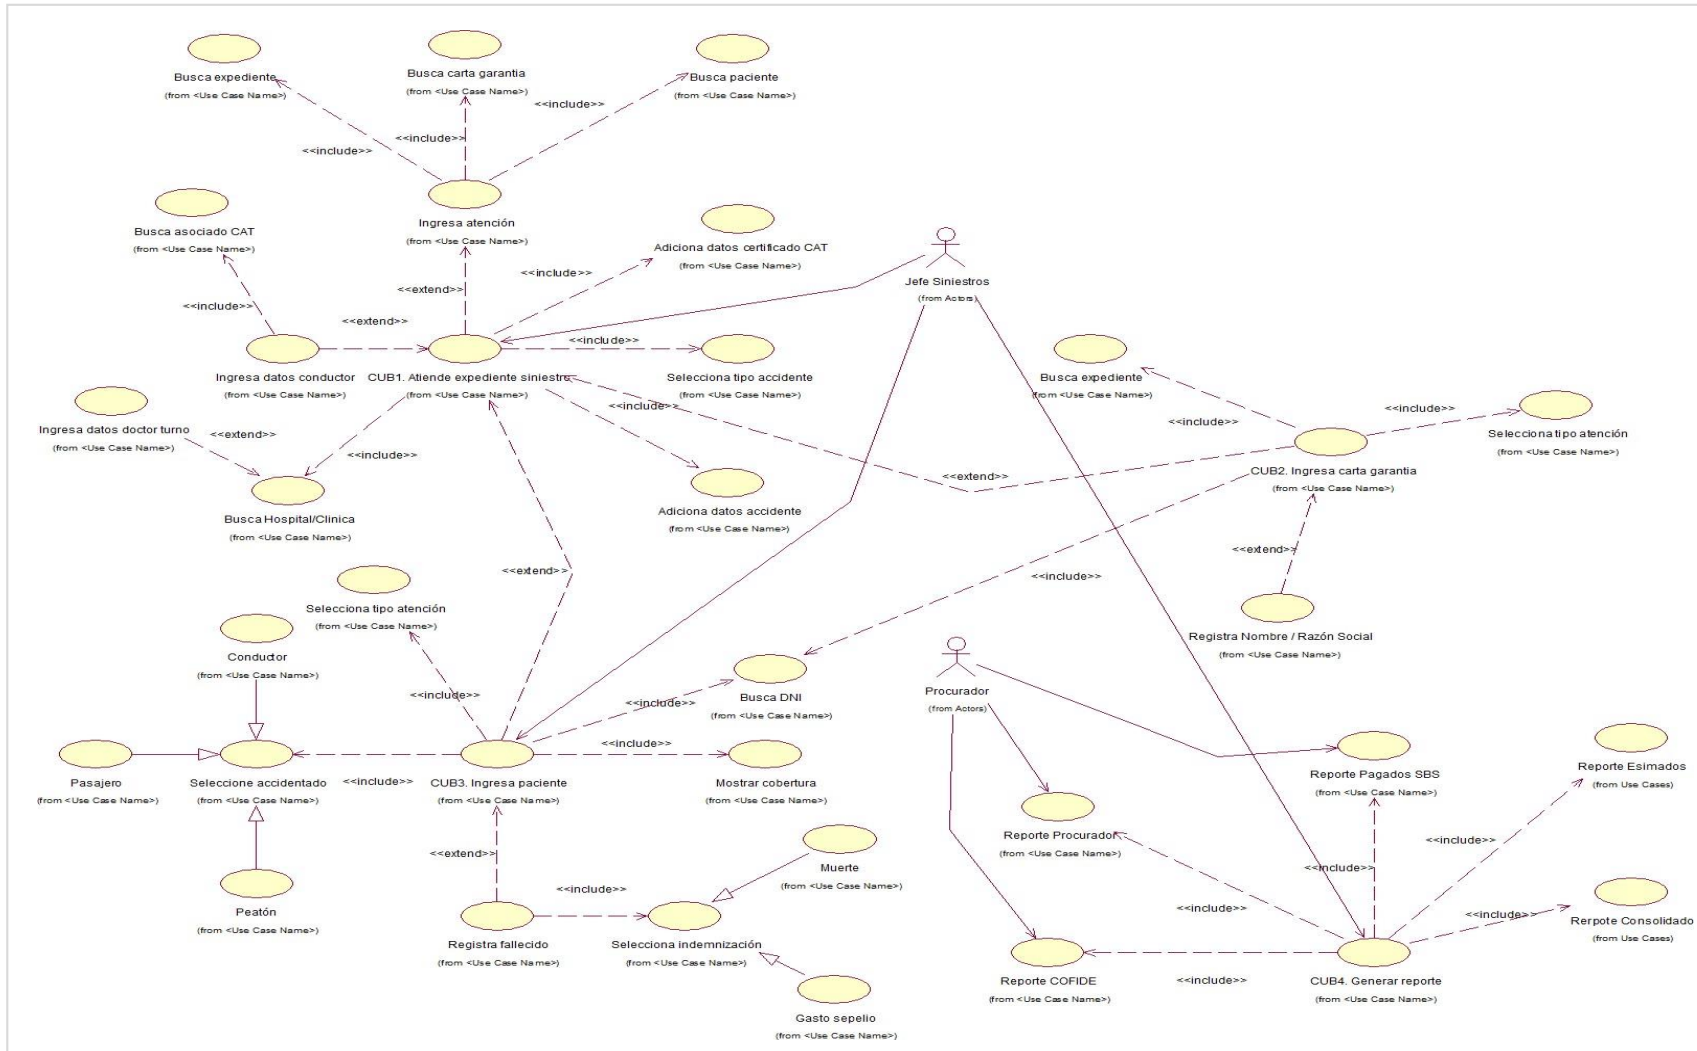 Busca expediente
(from <Use Case Name>)
Busca carta garantia
(from <Use Case Name>)
Busca paciente
(from <Use Case Name>)
<<include>>
<<include>>
<<include>>
Ingresa atención
(from <Use Case Name>)
Busca asociado CAT
(from <Use Case Name>)
Adiciona datos certificado CAT
(from <Use Case Name>)
<<include>>
<<extend>>
<<include>>
<<extend>>
<<include>>
Jefe Siniestros
(from Actors)
Ingresa datos conductor
(from <Use Case Name>)
CUB1. Atiende expediente siniestro
(from <Use Case Name>)
Selecciona tipo accidente
(from <Use Case Name>)
Busca expediente
(from <Use Case Name>)
<<include>>
<<include>>
<<include>>
Ingresa datos doctor turno
(from <Use Case Name>)
<<extend>>
<<include>>
Selecciona tipo atención
(from <Use Case Name>)
CUB2. Ingresa carta garantia
(from <Use Case Name>)
<<extend>>
Busca Hospital/Clinica
(from <Use Case Name>)
Adiciona datos accidente
(from <Use Case Name>)
<<extend>>
<<extend>>
<<include>>
Selecciona tipo atención
(from <Use Case Name>)
Registra Nombre / Razón Social
(from <Use Case Name>)
Conductor
(from <Use Case Name>)
<<include>>
<<include>>
Busca DNI
(from <Use Case Name>)
Procurador
(from Actors)
Pasajero
(from <Use Case Name>)
Seleccione accidentado
(from <Use Case Name>)
<<include>>
CUB3. Ingresa paciente
(from <Use Case Name>)
<<include>>
Mostrar cobertura
(from <Use Case Name>)
Reporte Pagados SBS
(from <Use Case Name>)
Reporte Esimados
(from Use Cases)
Reporte Procurador
(from <Use Case Name>)
<<include>>
<<include>>
<<extend>>
Muerte
(from <Use Case Name>)
Peatón
(from <Use Case Name>)
<<include>>
<<include>>
<<include>>
Rerpote Consolidado
(from Use Cases)
Registra fallecido
(from <Use Case Name>)
Selecciona indemnización
(from <Use Case Name>)
Reporte COFIDE
(from <Use Case Name>)
<<include>>
CUB4. Generar reporte
(from <Use Case Name>)
Gasto sepelio
(from <Use Case Name>)